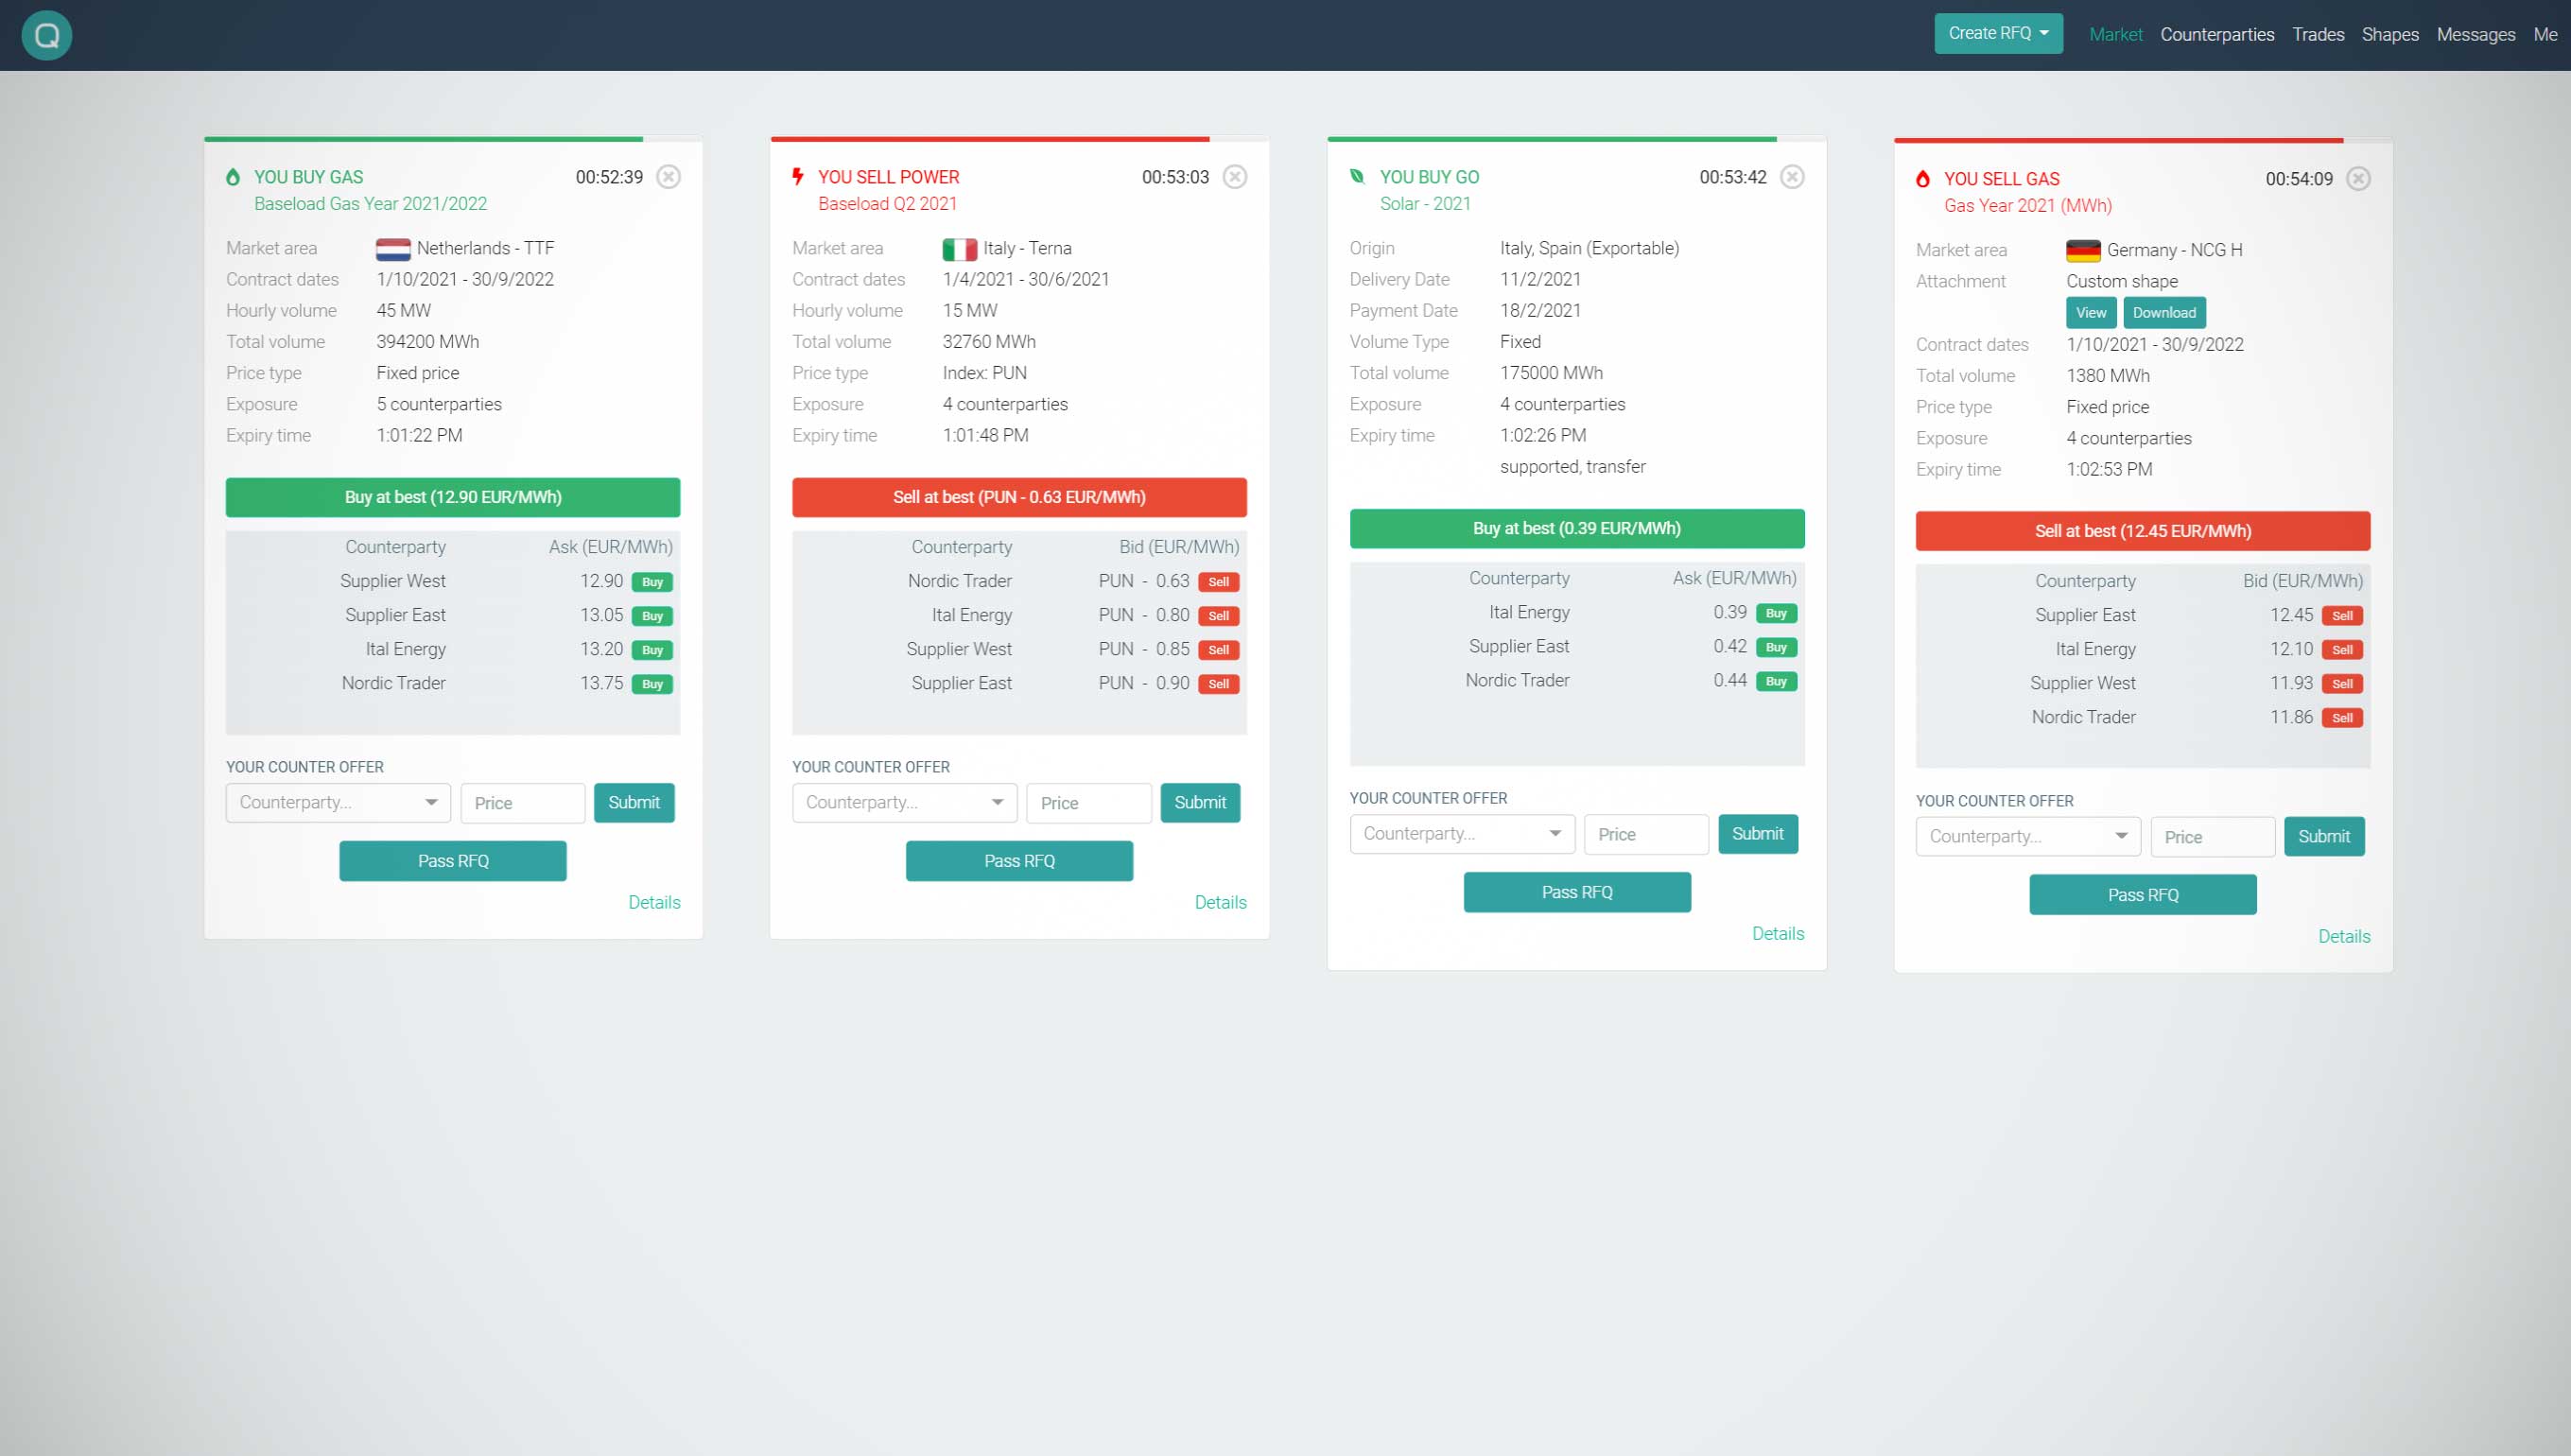 Q
Create RFQ Market Counterparties Trades Shapes Messages Me
YOU BUY GAS 00:52:39
Baseload Gas Year 2021/2022
Market area Netherlands - TTF
Contract dates 1/10/2021 - 30/9/2022
Hourly volume 45 MW
Total volume 394200 MWh
Price type Fixed price
Exposure 5 counterparties
Expiry time 1:01:22 PM
Buy at best (12.90 EUR/MWh)
Counterparty Ask (EUR/MWh)
Supplier West 12.90 Buy
Supplier East 13.05 Buy
Ital Energy 13.20 Buy
Nordic Trader 13.75 Buy
YOUR COUNTER OFFER
Counterparty... Price Submit
Pass RFQ
Details
YOU SELL POWER 00:53:03
Baseload Q2 2021
Market area Italy - Terna
Contract dates 1/4/2021 - 30/6/2021
Hourly volume 15 MW
Total volume 32760 MWh
Price type Index: PUN
Exposure 4 counterparties
Expiry time 1:01:48 PM
Sell at best (PUN - 0.63 EUR/MWh)
Counterparty Bid (EUR/MWh)
Nordic Trader PUN - 0.63 Sell
Ital Energy PUN - 0.80 Sell
Supplier West PUN - 0.85 Sell
Supplier East PUN - 0.90 Sell
YOUR COUNTER OFFER
Counterparty... Price Submit
Pass RFQ
Details
YOU BUY GO 00:53:42
Solar - 2021
Origin Italy, Spain (Exportable)
Delivery Date 11/2/2021
Payment Date 18/2/2021
Volume Type Fixed
Total volume 175000 MWh
Exposure 4 counterparties
Expiry time 1:02:26 PM
supported, transfer
Buy at best (0.39 EUR/MWh)
Counterparty Ask (EUR/MWh)
Ital Energy 0.39 Buy
Supplier East 0.42 Buy
Nordic Trader 0.44 Buy
YOUR COUNTER OFFER
Counterparty... Price Submit
Pass RFQ
Details
YOU SELL GAS 00:54:09
Gas Year 2021 (MWh)
Market area Germany - NCG H
Attachment Custom shape
View Download
Contract dates 1/10/2021 - 30/9/2022
Total volume 1380 MWh
Price type Fixed price
Exposure 4 counterparties
Expiry time 1:02:53 PM
Sell at best (12.45 EUR/MWh)
Counterparty Bid (EUR/MWh)
Supplier East 12.45 Sell
Ital Energy 12.10 Sell
Supplier West 11.93 Sell
Nordic Trader 11.86 Sell
YOUR COUNTER OFFER
Counterparty... Price Submit
Pass RFQ
Details